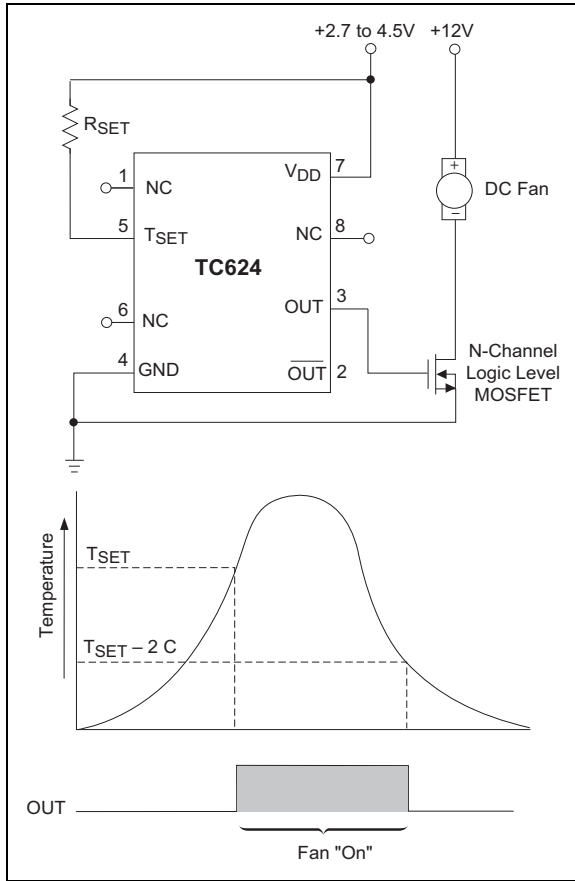 +2.7 to 4.5V
+12V
RSET
1
NC
VDD
7
DC Fan
+
–
5
TSET
NC
8
TC624
6
NC
OUT
3
4
GND
OUT
2
N-Channel
Logic Level
MOSFET
Temperature
TSET
TSET – 2 C
OUT
Fan "On"